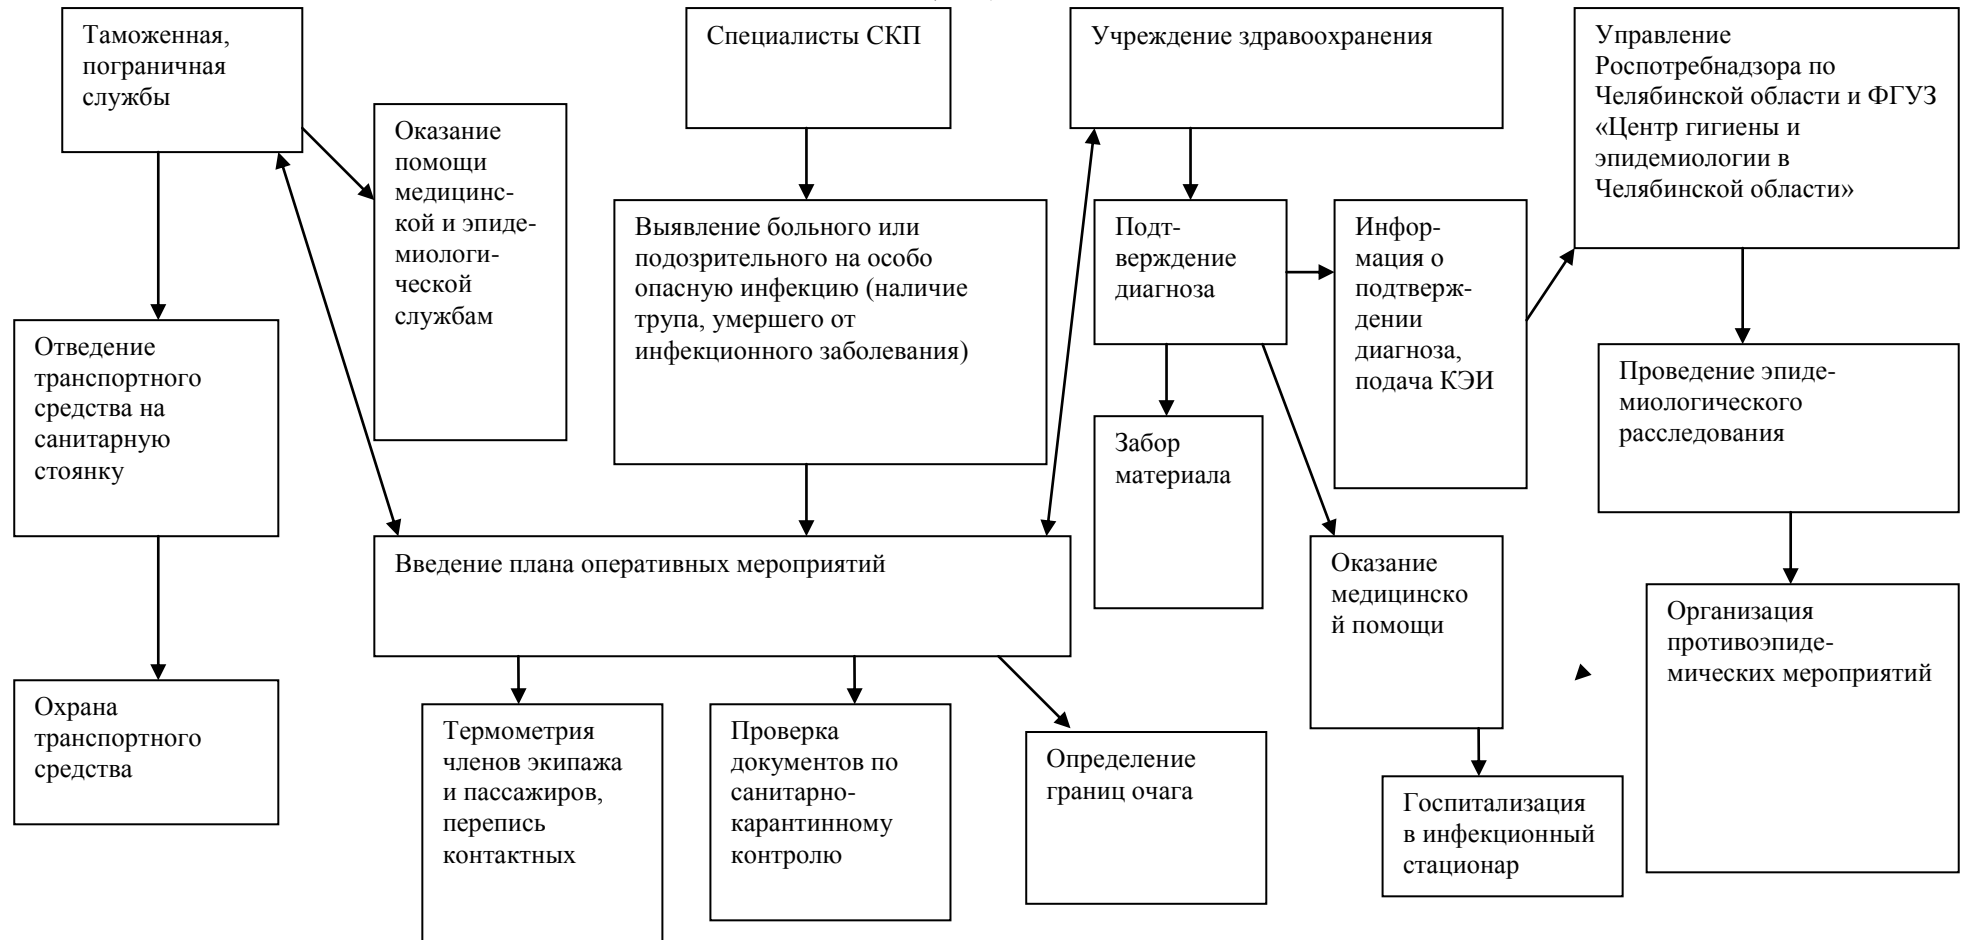 Таможенная,
пограничная
службы
Оказание
помощи
медицинс-
кой и эпиде-
миологи-
ческой
службам
Отведение
транспортного
средства на
санитарную
стоянку
Охрана
транспортного
средства
Специалисты СКП
Выявление больного или
подозрительного на особо
опасную инфекцию (наличие
трупа, умершего от
инфекционного заболевания)
Введение плана оперативных мероприятий
Термометрия
членов экипажа
и пассажиров,
перепись
контактных
Проверка
документов по
санитарно-
карантинному
контролю
Определение
границ очага
Учреждение здравоохранения
Подт-
верждение
диагноза
Инфор-
мация о
подтверж-
дении
диагноза,
подача КЭИ
Забор
материала
Оказание
медицинско
й помощи
Госпитализация
в инфекционный
стационар
Управление
Роспотребнадзора по
Челябинской области и ФГУЗ
«Центр гигиены и
эпидемиологии в
Челябинской области»
Проведение эпиде-
миологического
расследования
Организация
противоэпиде-
мических мероприятий